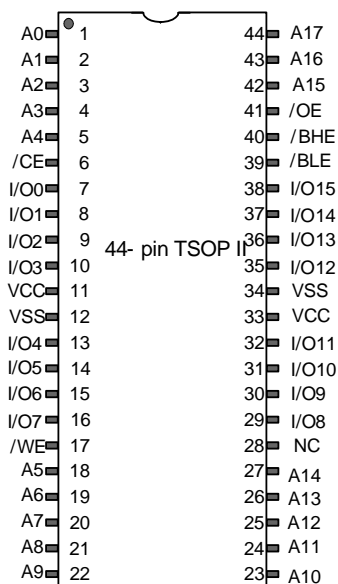 A0 1 44 A17
A1 2 43 A16
A2 3 42 A15
A3 4 41 /OE
A4 5 40 /BHE
/CE 6 39 /BLE
I/O0 7 38 I/O15
I/O1 8 37 I/O14
I/O2 9 36 I/O13
44- pin TSOP II
I/O3 10 35 I/O12
VCC 11 34 VSS
VSS 12 33 VCC
I/O4 13 32 I/O11
I/O5 14 31 I/O10
I/O6 15 30 I/O9
I/O7 16 29 I/O8
/WE 17 28 NC
A5 18 27 A14
A6 19 26 A13
A7 20 25 A12
A8 21 24 A11
A9 22 23 A10